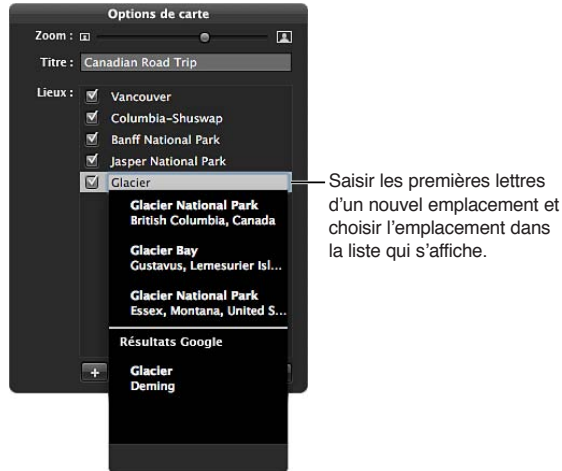 Options de carte
Zoom :
Titre : Canadian Road Trip
Lieux :
Vancouver
Columbia-Shuswap
Banff National Park
Jasper National Park
Glacier
Glacier National Park
British Columbia, Canada
Glacier Bay
Gustavus, Lemesurier Isl...
Glacier National Park
Essex, Montana, United S...
Résultats Google
Glacier
Deming
+
Saisir les premières lettres
d’un nouvel emplacement et
choisir l’emplacement dans
la liste qui s’affiche.